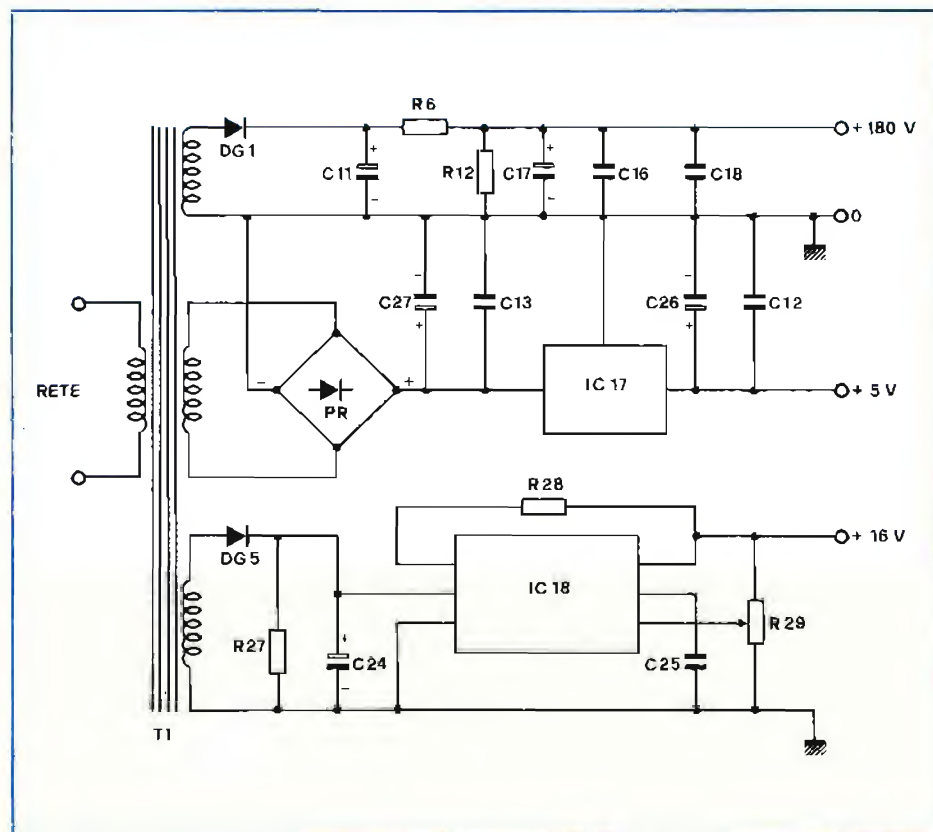 R6
+ 180 V
DG1
C11
+
-
R12
C17
+
-
C16
C18
0
C27
-
+
C13
C26
-
+
C12
RETE
-
+
PR
IC 17
+ 5 V
R28
+ 16 V
DG5
IC 18
R27
C24
+
-
C25
R29
T1